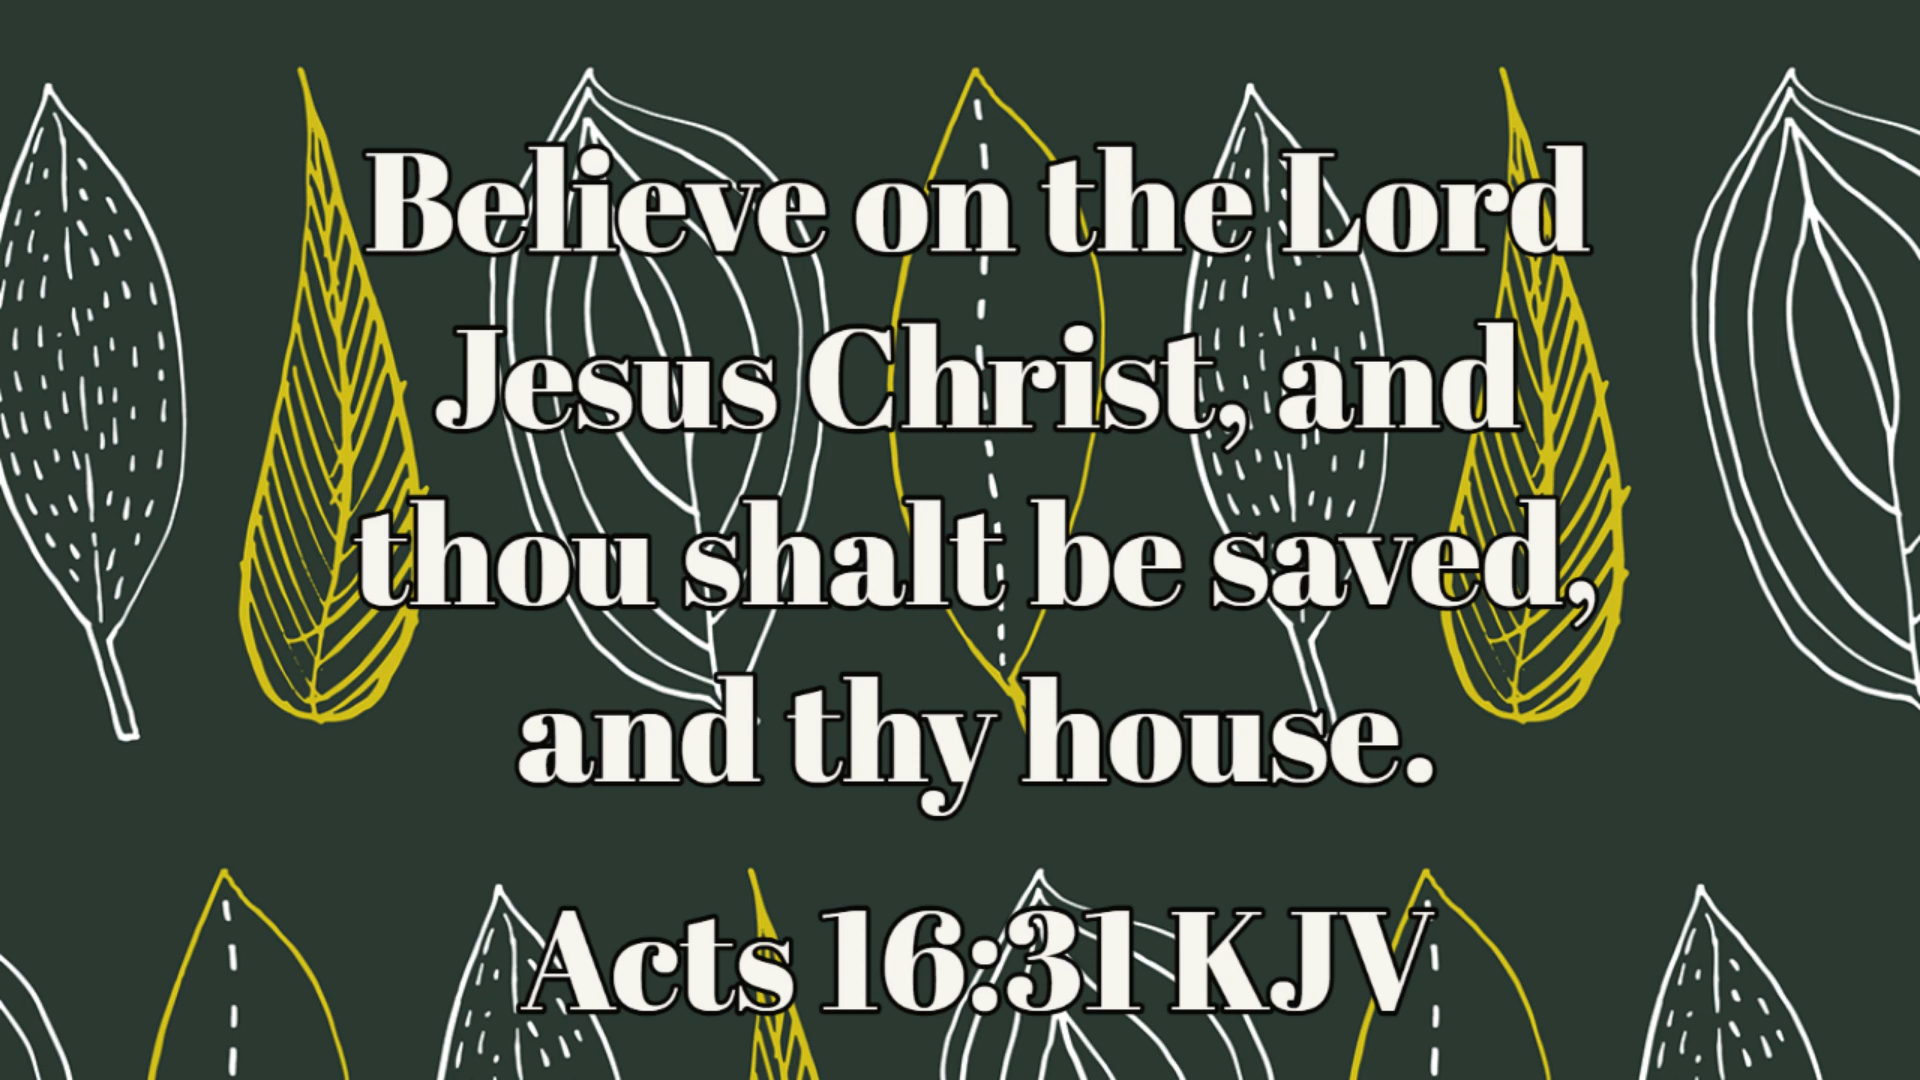 Believe on the Lord
Jesus Christ, and
thou shalt be saved,
and thy house.
Acts 16:31 KJV